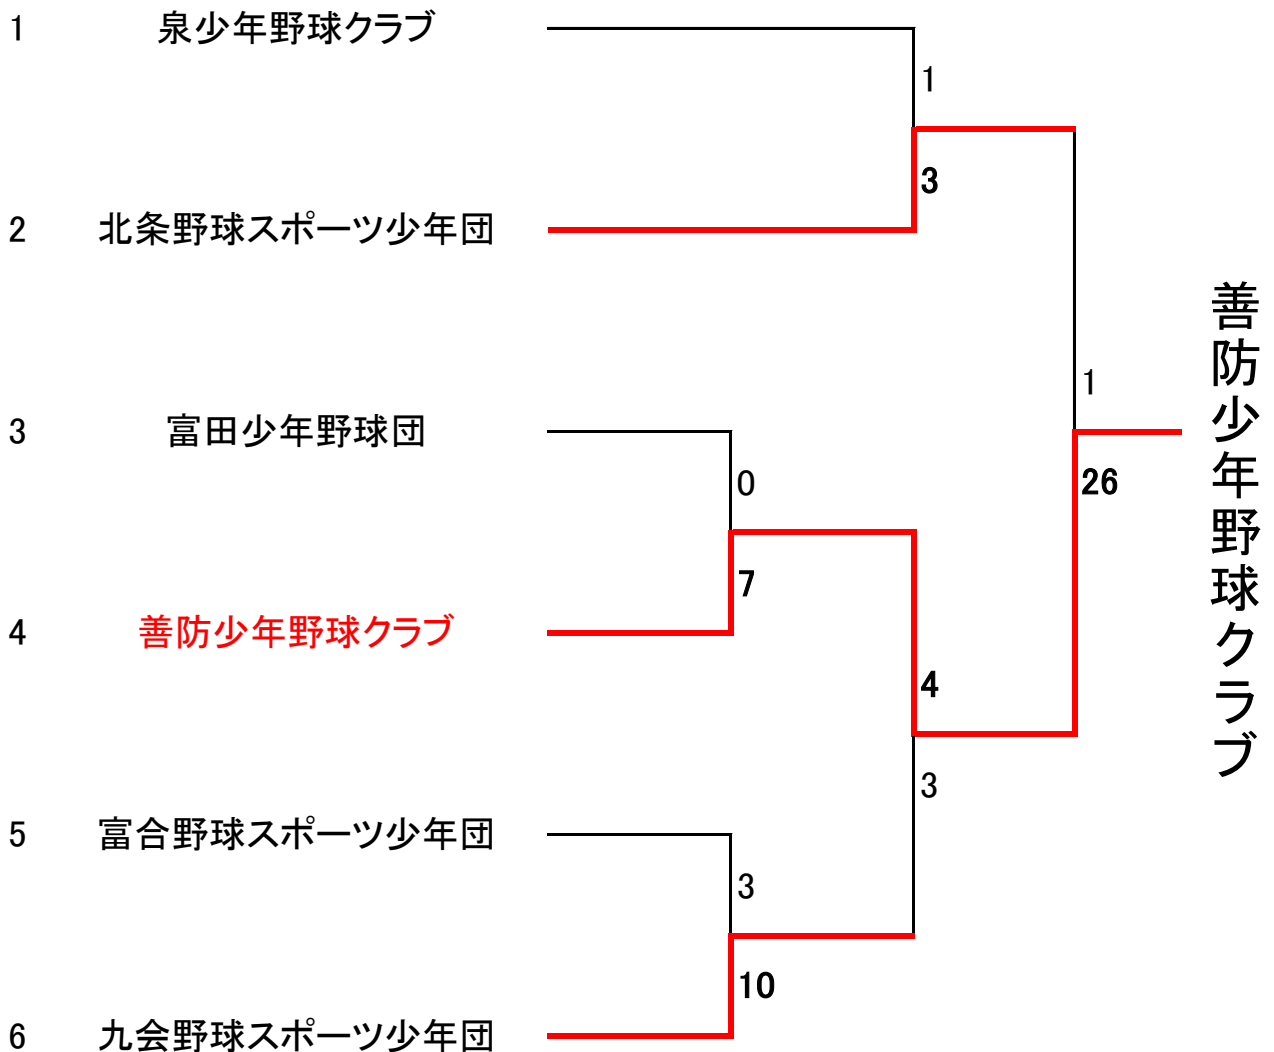 1 泉少年野球クラブ
1
3
2 北条野球スポーツ少年団
善防少年野球クラブ
1
3 富田少年野球団
0
26
7
4 善防少年野球クラブ
4
3
5 富合野球スポーツ少年団
3
10
6 九会野球スポーツ少年団